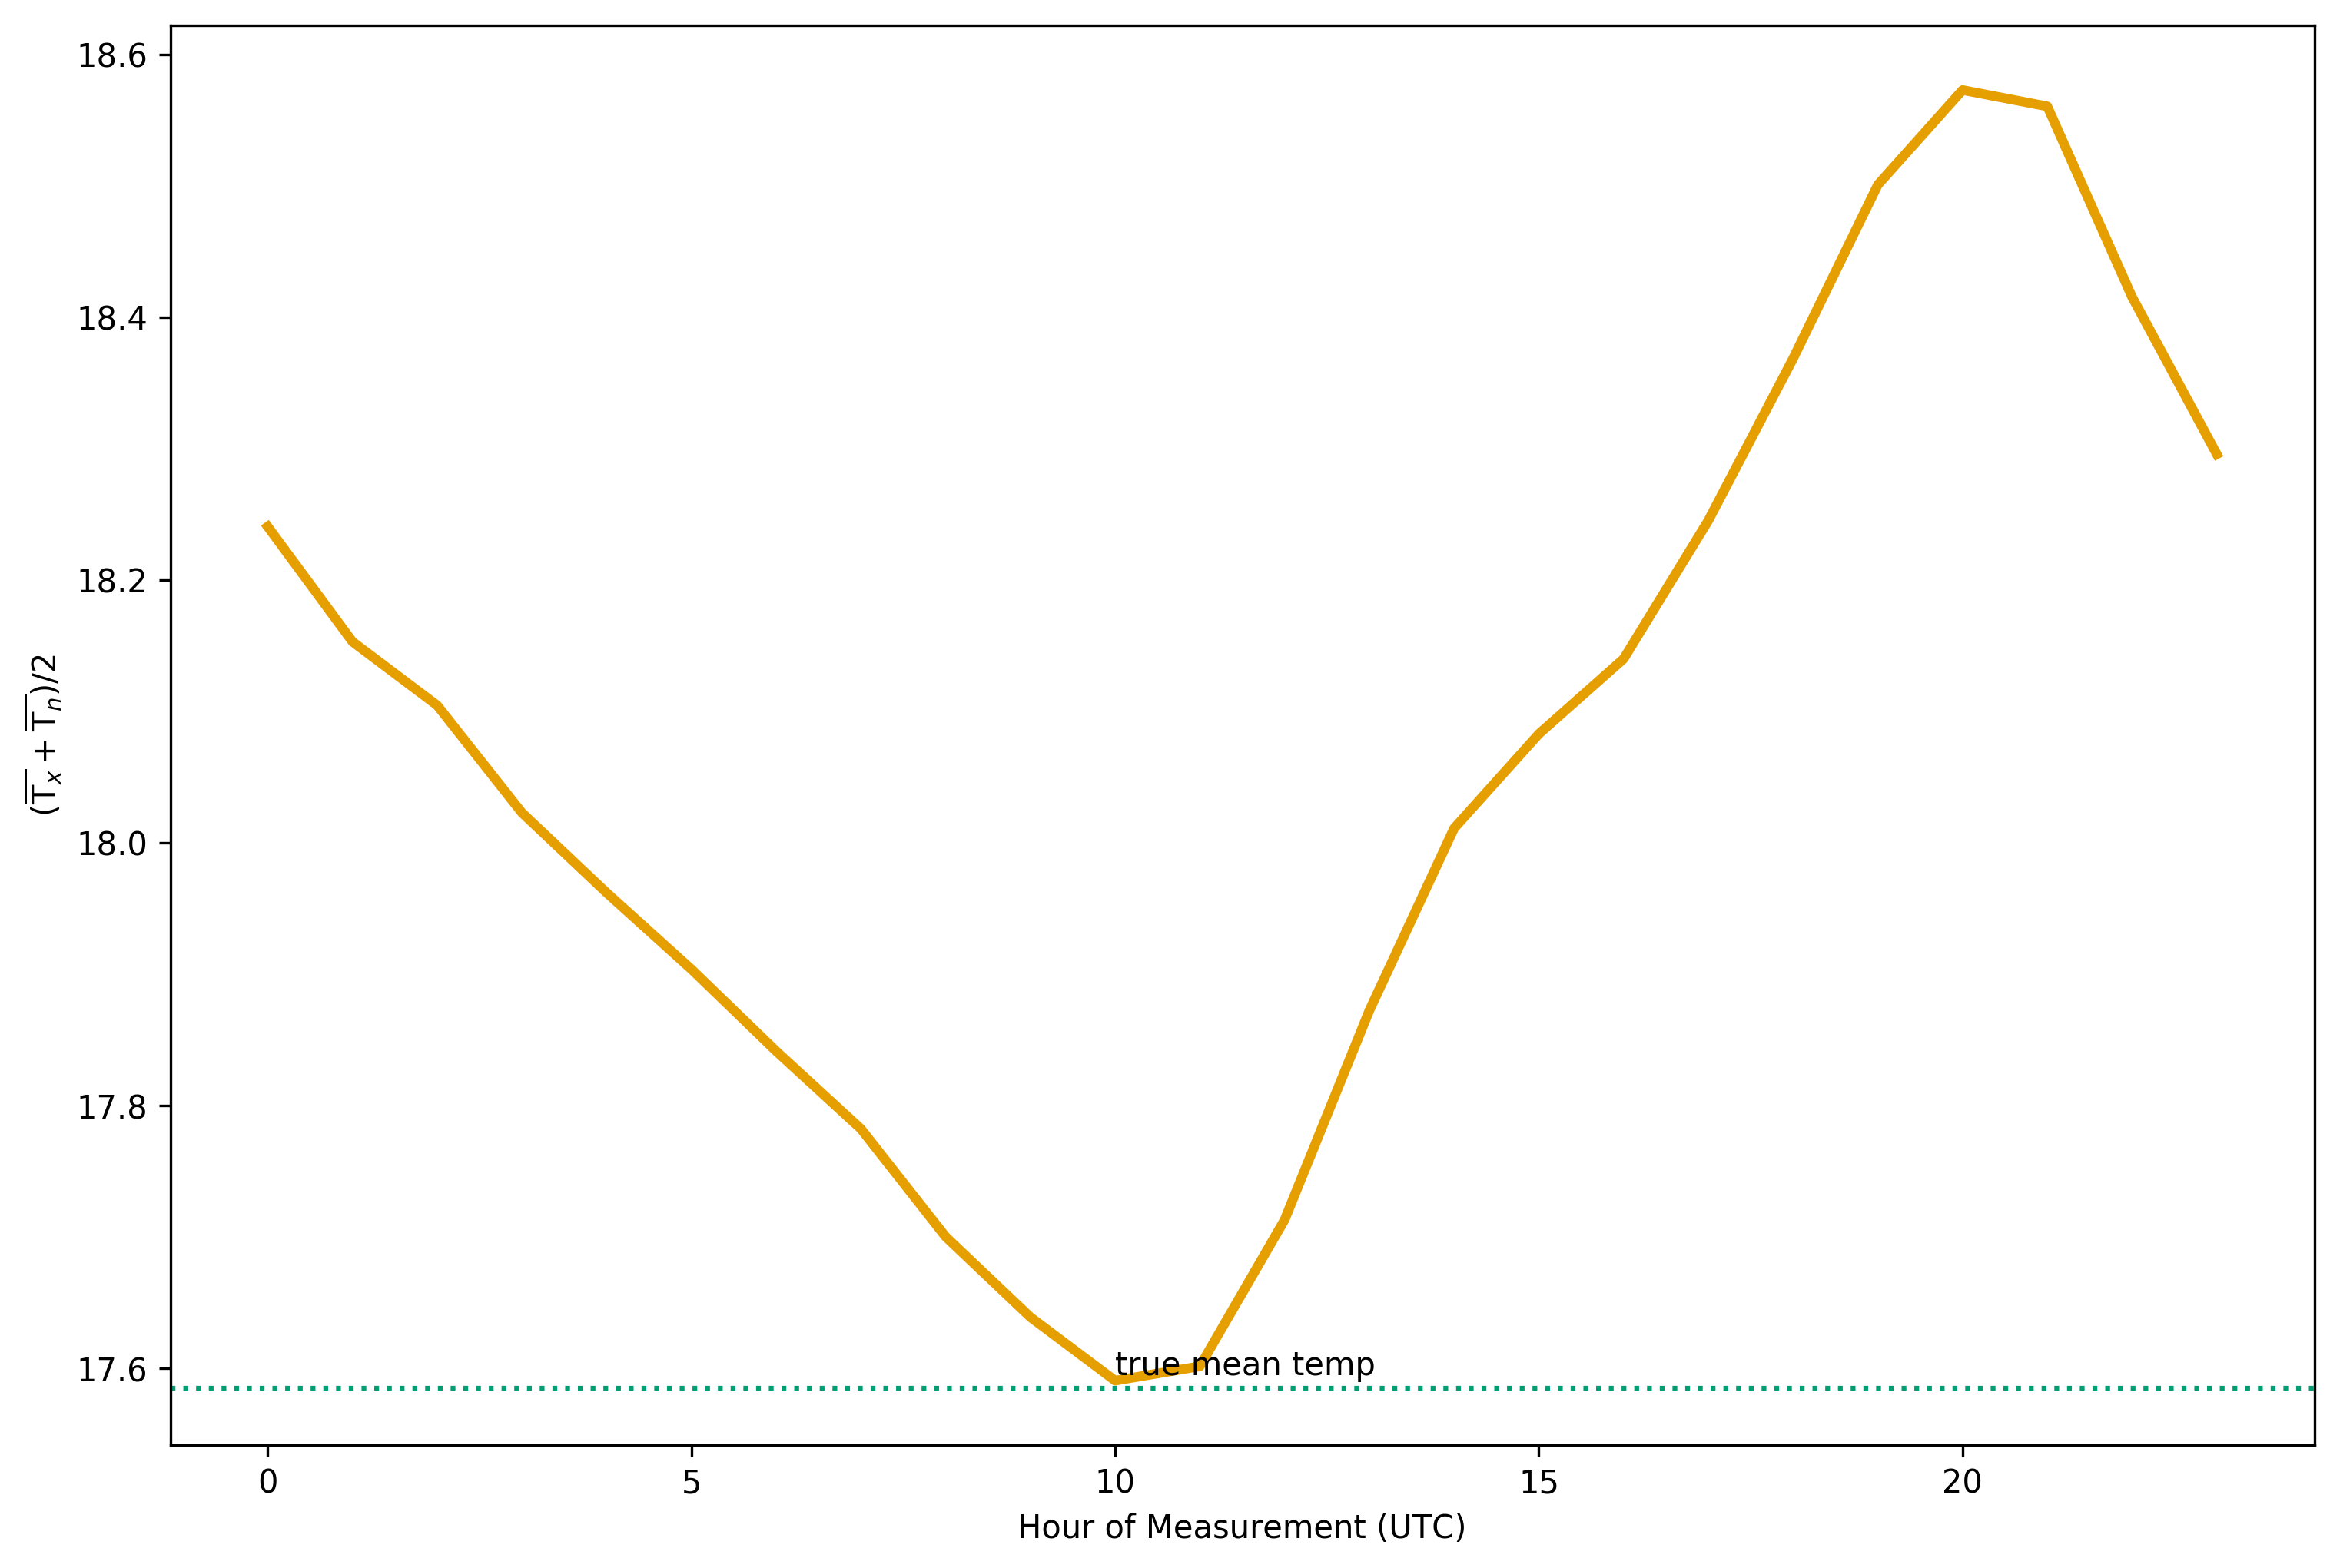 18.6
18.4
18.2
18.0
17.8
17.6
(T̅ₓ + T̅ₙ)/2
true mean temp
0 5 10 15 20
Hour of Measurement (UTC)